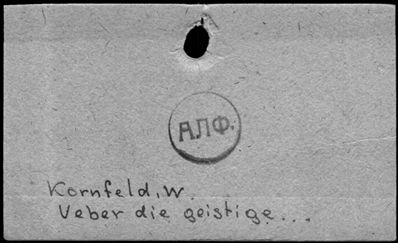 АЛФ.
Kornfeld, W.
Ueber die geistige...